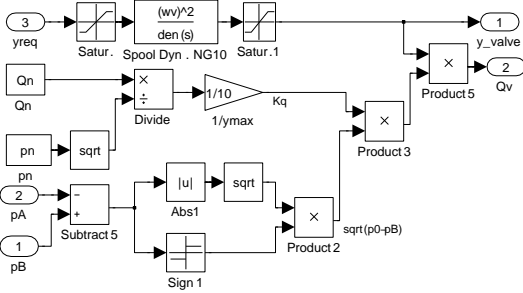 3
yreq
Satur.
(wv)^2
den(s)
Spool Dyn . NG10
Satur.1
1
y_valve
×
Product 5
2
Qv
Qn
Qn
×
÷
Divide
1/10
1/ymax
Kq
×
Product 3
pn
pn
sqrt
2
pA
−
+
Subtract 5
1
pB
|u|
Abs1
sqrt
Sign 1
×
Product 2
sqrt(p0-pB)